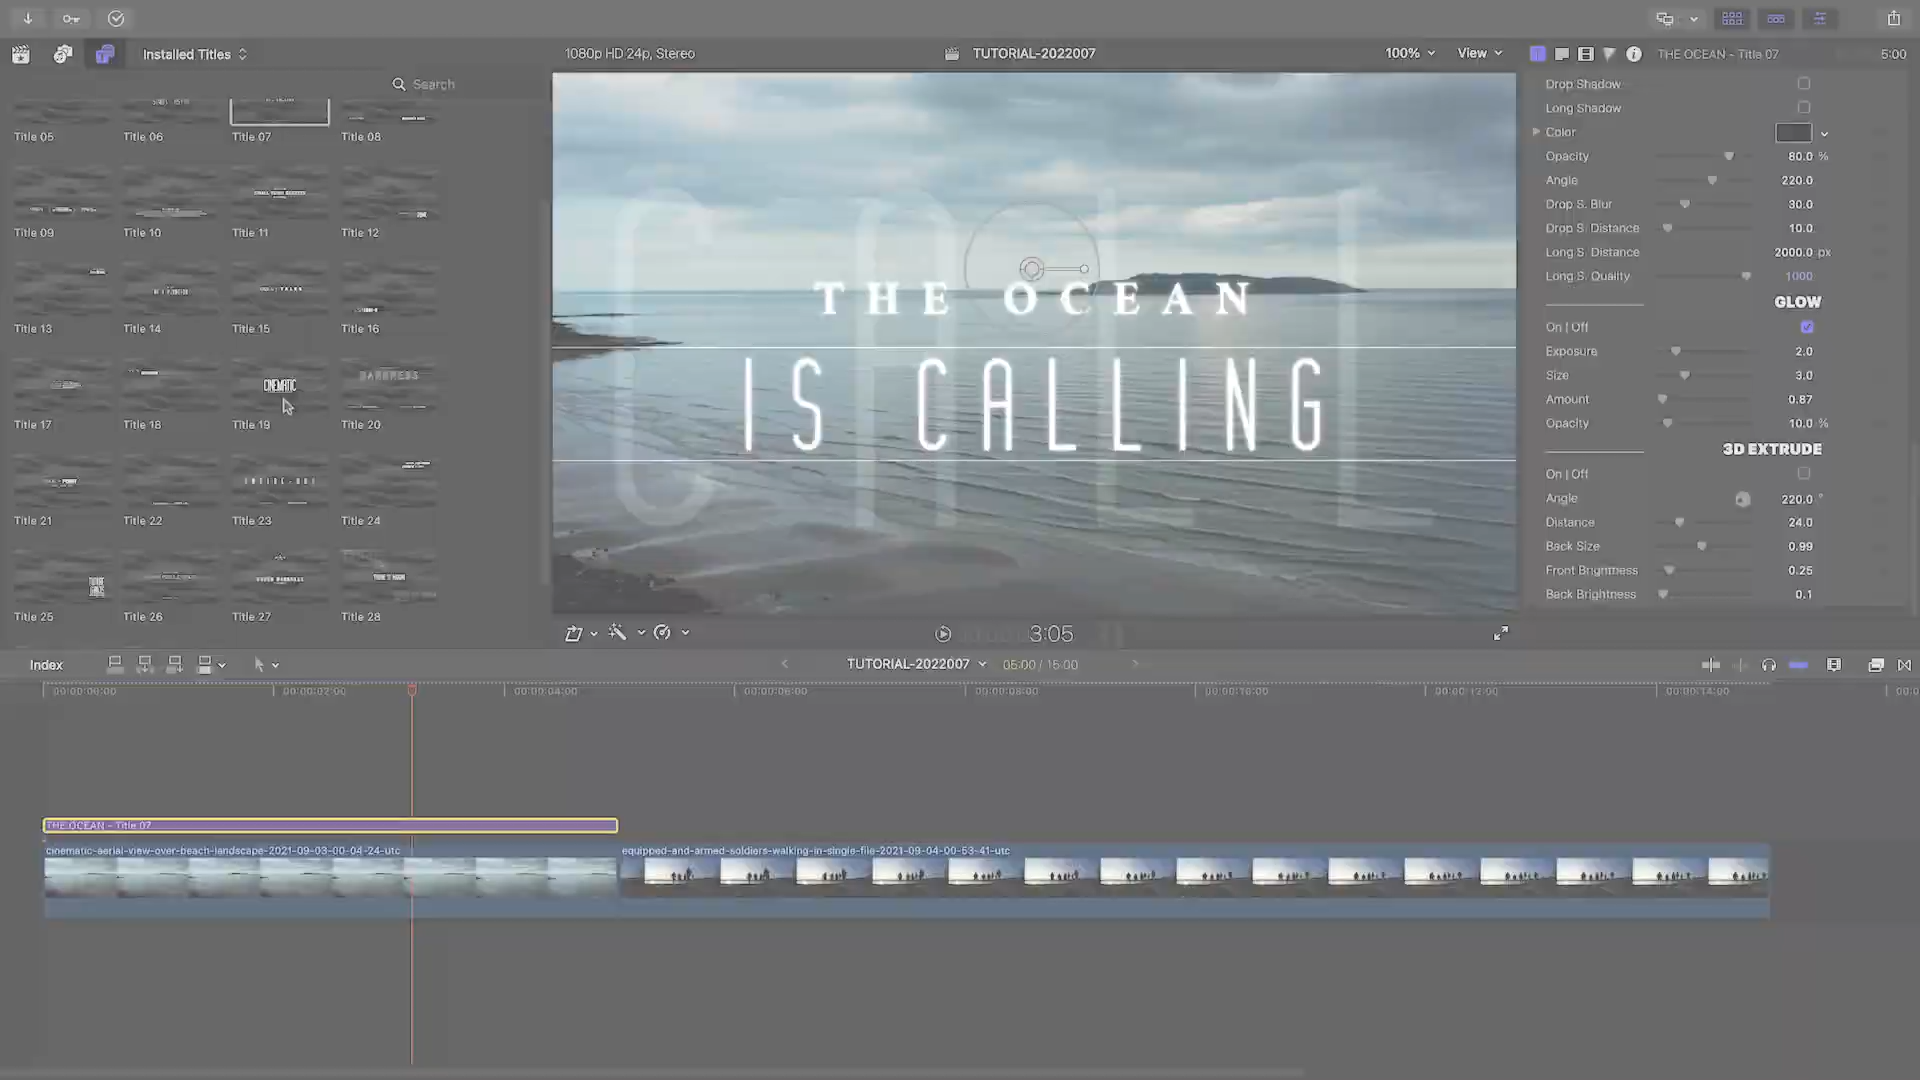 Installed Titles
1080p HD 24p, Stereo
TUTORIAL-2022007
100%
View
THE OCEAN - Title 07
5:00
Search
Title 05
Title 06
Title 07
Title 08
Title 09
Title 10
Title 11
Title 12
Title 13
Title 14
Title 15
Title 16
CINEMATIC
DARKNESS
Title 17
Title 18
Title 19
Title 20
INSIDE-OUT
Title 21
Title 22
Title 23
Title 24
Title 25
Title 26
Title 27
Title 28
CALL
THE OCEAN
IS CALLING
Drop Shadow
Long Shadow
Color
Opacity 80.0 %
Angle 220.0
Drop S. Blur 30.0
Drop S. Distance 10.0
Long S. Distance 2000.0 px
Long S. Quality 1000
GLOW
On | Off
Exposure 2.0
Size 3.0
Amount 0.87
Opacity 10.0 %
3D EXTRUDE
On | Off
Angle 220.0 °
Distance 24.0
Back Size 0.99
Front Brightness 0.25
Back Brightness 0.1
3:05
Index
TUTORIAL-2022007
05:00 / 15:00
00:00:00:00
00:00:02:00
00:00:04:00
00:00:06:00
00:00:08:00
00:00:10:00
00:00:12:00
00:00:14:00
THE OCEAN - Title 07
cinematic-aerial-view-over-beach-landscape-2021-09-03-00-04-24-utc
equipped-and-armed-soldiers-walking-in-single-file-2021-09-04-00-53-41-utc